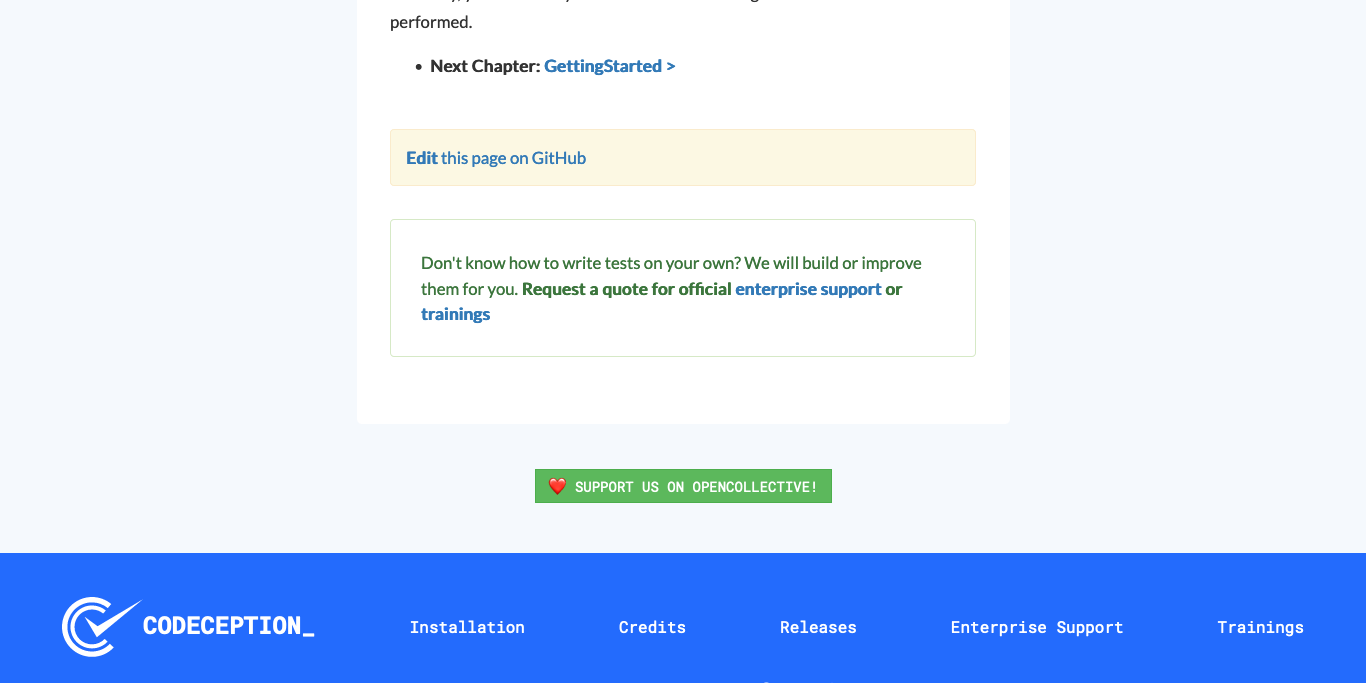 performed.
• Next Chapter: GettingStarted >
Edit this page on GitHub
Don't know how to write tests on your own? We will build or improve
them for you. Request a quote for official enterprise support or
trainings
❤️ SUPPORT US ON OPENCOLLECTIVE!
CODECEPTION_
Installation
Credits
Releases
Enterprise Support
Trainings